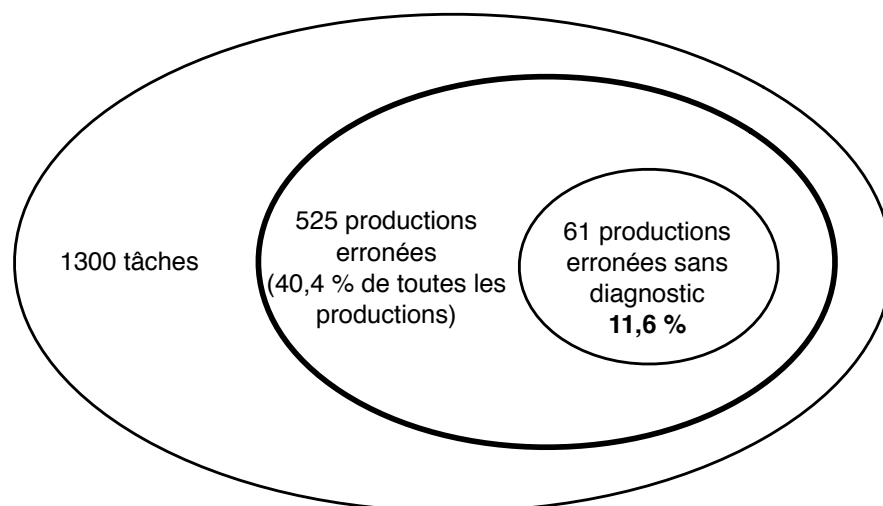 1300 tâches
525 productions
erronées
(40,4 % de toutes les
productions)
61 productions
erronées sans
diagnostic
11,6 %